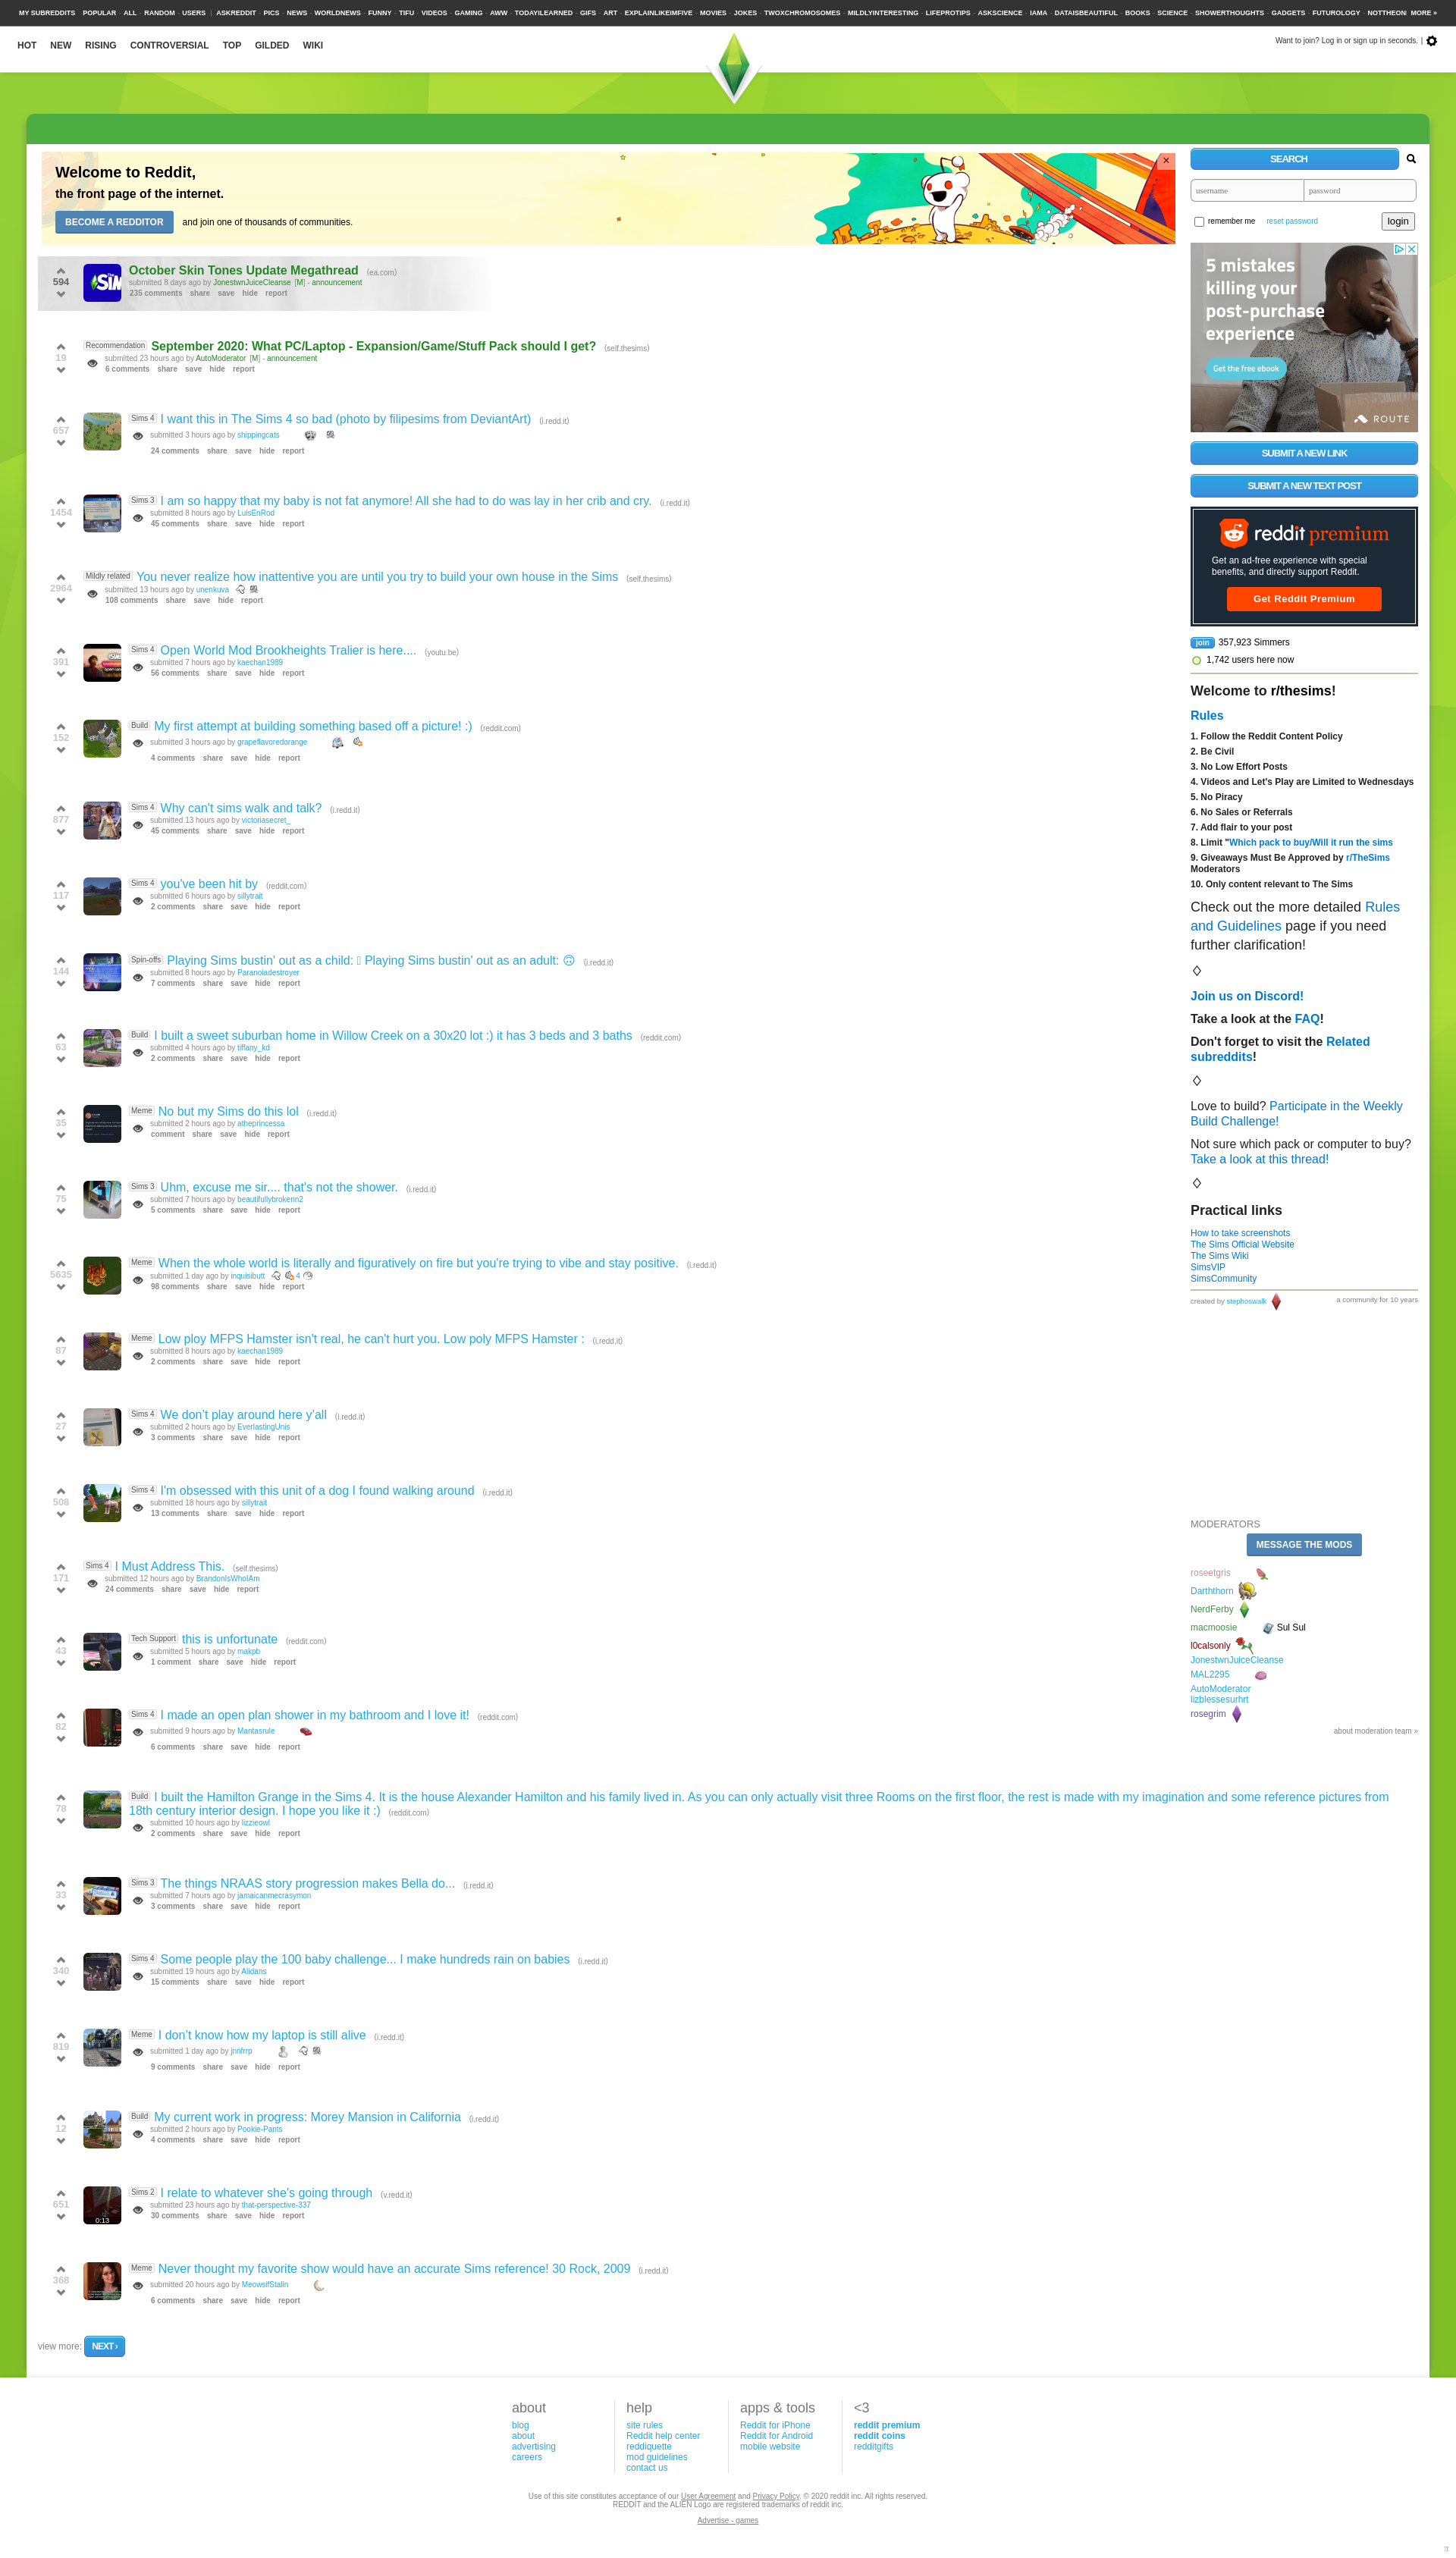 MY SUBREDDITS POPULAR - ALL - RANDOM - USERS | ASKREDDIT - PICS - NEWS - WORLDNEWS - FUNNY - TIFU - VIDEOS - GAMING - AWW - TODAYILEARNED - GIFS - ART - EXPLAINLIKEIMFIVE - MOVIES - JOKES - TWOXCHROMOSOMES - MILDLYINTERESTING - LIFEPROTIPS - ASKSCIENCE - IAMA - DATAISBEAUTIFUL - BOOKS - SCIENCE - SHOWERTHOUGHTS - GADGETS - FUTUROLOGY - NOTTHEON MORE »
HOT NEW RISING CONTROVERSIAL TOP GILDED WIKI
Want to join? Log in or sign up in seconds. |
Welcome to Reddit,
the front page of the internet.
BECOME A REDDITOR and join one of thousands of communities.
×
594
October Skin Tones Update Megathread (ea.com)
submitted 8 days ago by JonestwnJuiceCleanse [M] - announcement
235 comments share save hide report
19
Recommendation September 2020: What PC/Laptop - Expansion/Game/Stuff Pack should I get? (self.thesims)
submitted 23 hours ago by AutoModerator [M] - announcement
6 comments share save hide report
657
Sims 4 I want this in The Sims 4 so bad (photo by filipesims from DeviantArt) (i.redd.it)
submitted 3 hours ago by shippingcats
24 comments share save hide report
1454
Sims 3 I am so happy that my baby is not fat anymore! All she had to do was lay in her crib and cry. (i.redd.it)
submitted 8 hours ago by LuisEnRod
45 comments share save hide report
2964
Mildly related You never realize how inattentive you are until you try to build your own house in the Sims (self.thesims)
submitted 13 hours ago by unenkuva
108 comments share save hide report
391
Sims 4 Open World Mod Brookheights Tralier is here.... (youtu.be)
submitted 7 hours ago by kaechan1989
56 comments share save hide report
152
Build My first attempt at building something based off a picture! :) (reddit.com)
submitted 3 hours ago by grapeflavoredorange
4 comments share save hide report
877
Sims 4 Why can't sims walk and talk? (i.redd.it)
submitted 13 hours ago by victoriasecret_
45 comments share save hide report
117
Sims 4 you've been hit by (reddit.com)
submitted 6 hours ago by sillytrait
2 comments share save hide report
144
Spin-offs Playing Sims bustin' out as a child: Playing Sims bustin' out as an adult: 🙃 (i.redd.it)
submitted 8 hours ago by Paranoiadestroyer
7 comments share save hide report
63
Build I built a sweet suburban home in Willow Creek on a 30x20 lot :) it has 3 beds and 3 baths (reddit.com)
submitted 4 hours ago by tiffany_kd
2 comments share save hide report
35
Meme No but my Sims do this lol (i.redd.it)
submitted 2 hours ago by atheprincessa
comment share save hide report
75
Sims 3 Uhm, excuse me sir.... that's not the shower. (i.redd.it)
submitted 7 hours ago by beautifullybrokenn2
5 comments share save hide report
5635
Meme When the whole world is literally and figuratively on fire but you're trying to vibe and stay positive. (i.redd.it)
submitted 1 day ago by inquisibutt 4
98 comments share save hide report
87
Meme Low ploy MFPS Hamster isn't real, he can't hurt you. Low poly MFPS Hamster : (i.redd.it)
submitted 8 hours ago by kaechan1989
2 comments share save hide report
27
Sims 4 We don't play around here y'all (i.redd.it)
submitted 2 hours ago by EverlastingUnis
3 comments share save hide report
508
Sims 4 I'm obsessed with this unit of a dog I found walking around (i.redd.it)
submitted 18 hours ago by sillytrait
13 comments share save hide report
171
Sims 4 I Must Address This. (self.thesims)
submitted 12 hours ago by BrandonIsWhoIAm
24 comments share save hide report
43
Tech Support this is unfortunate (reddit.com)
submitted 5 hours ago by makpb
1 comment share save hide report
82
Sims 4 I made an open plan shower in my bathroom and I love it! (reddit.com)
submitted 9 hours ago by Mantasrule
6 comments share save hide report
78
Build I built the Hamilton Grange in the Sims 4. It is the house Alexander Hamilton and his family lived in. As you can only actually visit three Rooms on the first floor, the rest is made with my imagination and some reference pictures from
18th century interior design. I hope you like it :) (reddit.com)
submitted 10 hours ago by lizzieowl
2 comments share save hide report
33
Sims 3 The things NRAAS story progression makes Bella do... (i.redd.it)
submitted 7 hours ago by jamaicanmecrasymon
3 comments share save hide report
340
Sims 4 Some people play the 100 baby challenge... I make hundreds rain on babies (i.redd.it)
submitted 19 hours ago by Alidans
15 comments share save hide report
819
Meme I don't know how my laptop is still alive (i.redd.it)
submitted 1 day ago by jnnfrrp
9 comments share save hide report
12
Build My current work in progress: Morey Mansion in California (i.redd.it)
submitted 2 hours ago by Pookie-Pants
4 comments share save hide report
651
0:13
Sims 2 I relate to whatever she's going through (v.redd.it)
submitted 23 hours ago by that-perspective-337
30 comments share save hide report
368
Meme Never thought my favorite show would have an accurate Sims reference! 30 Rock, 2009 (i.redd.it)
submitted 20 hours ago by MeowsifStalin
6 comments share save hide report
view more: NEXT ›
SEARCH
username password
remember me reset password login
5 mistakes
killing your
post-purchase
experience
Get the free ebook
ROUTE
SUBMIT A NEW LINK
SUBMIT A NEW TEXT POST
reddit premium
Get an ad-free experience with special
benefits, and directly support Reddit.
Get Reddit Premium
join 357,923 Simmers
1,742 users here now
Welcome to r/thesims!
Rules
1. Follow the Reddit Content Policy
2. Be Civil
3. No Low Effort Posts
4. Videos and Let's Play are Limited to Wednesdays
5. No Piracy
6. No Sales or Referrals
7. Add flair to your post
8. Limit "Which pack to buy/Will it run the sims
9. Giveaways Must Be Approved by r/TheSims
Moderators
10. Only content relevant to The Sims
Check out the more detailed Rules
and Guidelines page if you need
further clarification!
◊
Join us on Discord!
Take a look at the FAQ!
Don't forget to visit the Related
subreddits!
◊
Love to build? Participate in the Weekly
Build Challenge!
Not sure which pack or computer to buy?
Take a look at this thread!
◊
Practical links
How to take screenshots
The Sims Official Website
The Sims Wiki
SimsVIP
SimsCommunity
created by stephoswalk a community for 10 years
MODERATORS
MESSAGE THE MODS
roseetgris
Darththorn
NerdFerby
macmoosie Sul Sul
l0calsonly
JonestwnJuiceCleanse
MAL2295
AutoModerator
lizblessesurhrt
rosegrim
about moderation team »
about
blog
about
advertising
careers
help
site rules
Reddit help center
reddiquette
mod guidelines
contact us
apps & tools
Reddit for iPhone
Reddit for Android
mobile website
<3
reddit premium
reddit coins
redditgifts
Use of this site constitutes acceptance of our User Agreement and Privacy Policy. © 2020 reddit inc. All rights reserved.
REDDIT and the ALIEN Logo are registered trademarks of reddit inc.
Advertise - games
π